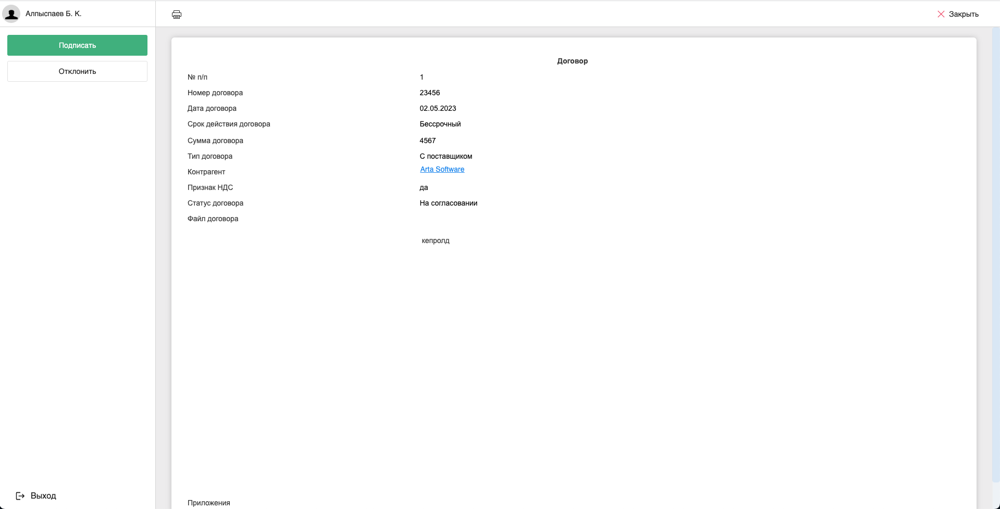 Алпыспаев Б. К.
Закрыть
Подписать
Отклонить
Договор
№ п/п 1
Номер договора 23456
Дата договора 02.05.2023
Срок действия договора Бессрочный
Сумма договора 4567
Тип договора С поставщиком
Контрагент Arta Software
Признак НДС да
Статус договора На согласовании
Файл договора
кепролд
Выход
Приложения